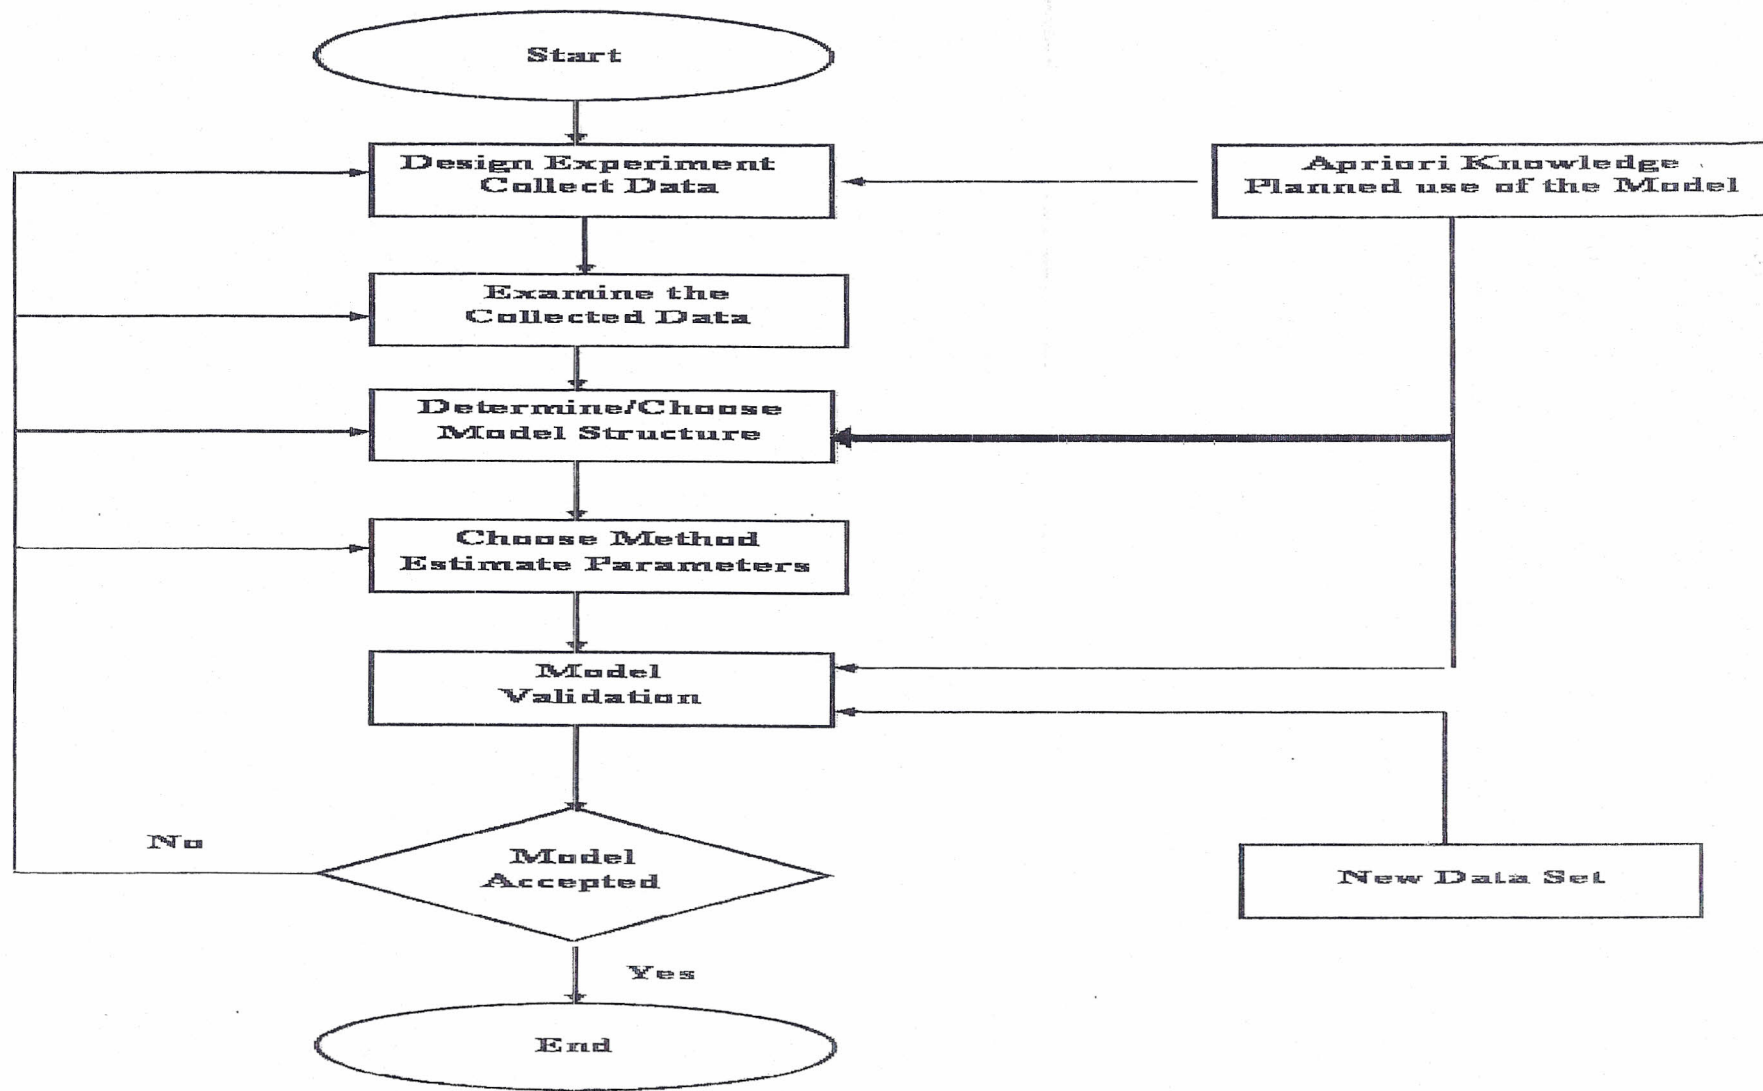 Start
Design Experiment
Collect Data
Apriori Knowledge
Planned use of the Model
Examine the
Collected Data
Determine/Choose
Model Structure
Choose Method
Estimate Parameters
Model
Validation
No
Model
Accepted
New Data Set
Yes
End